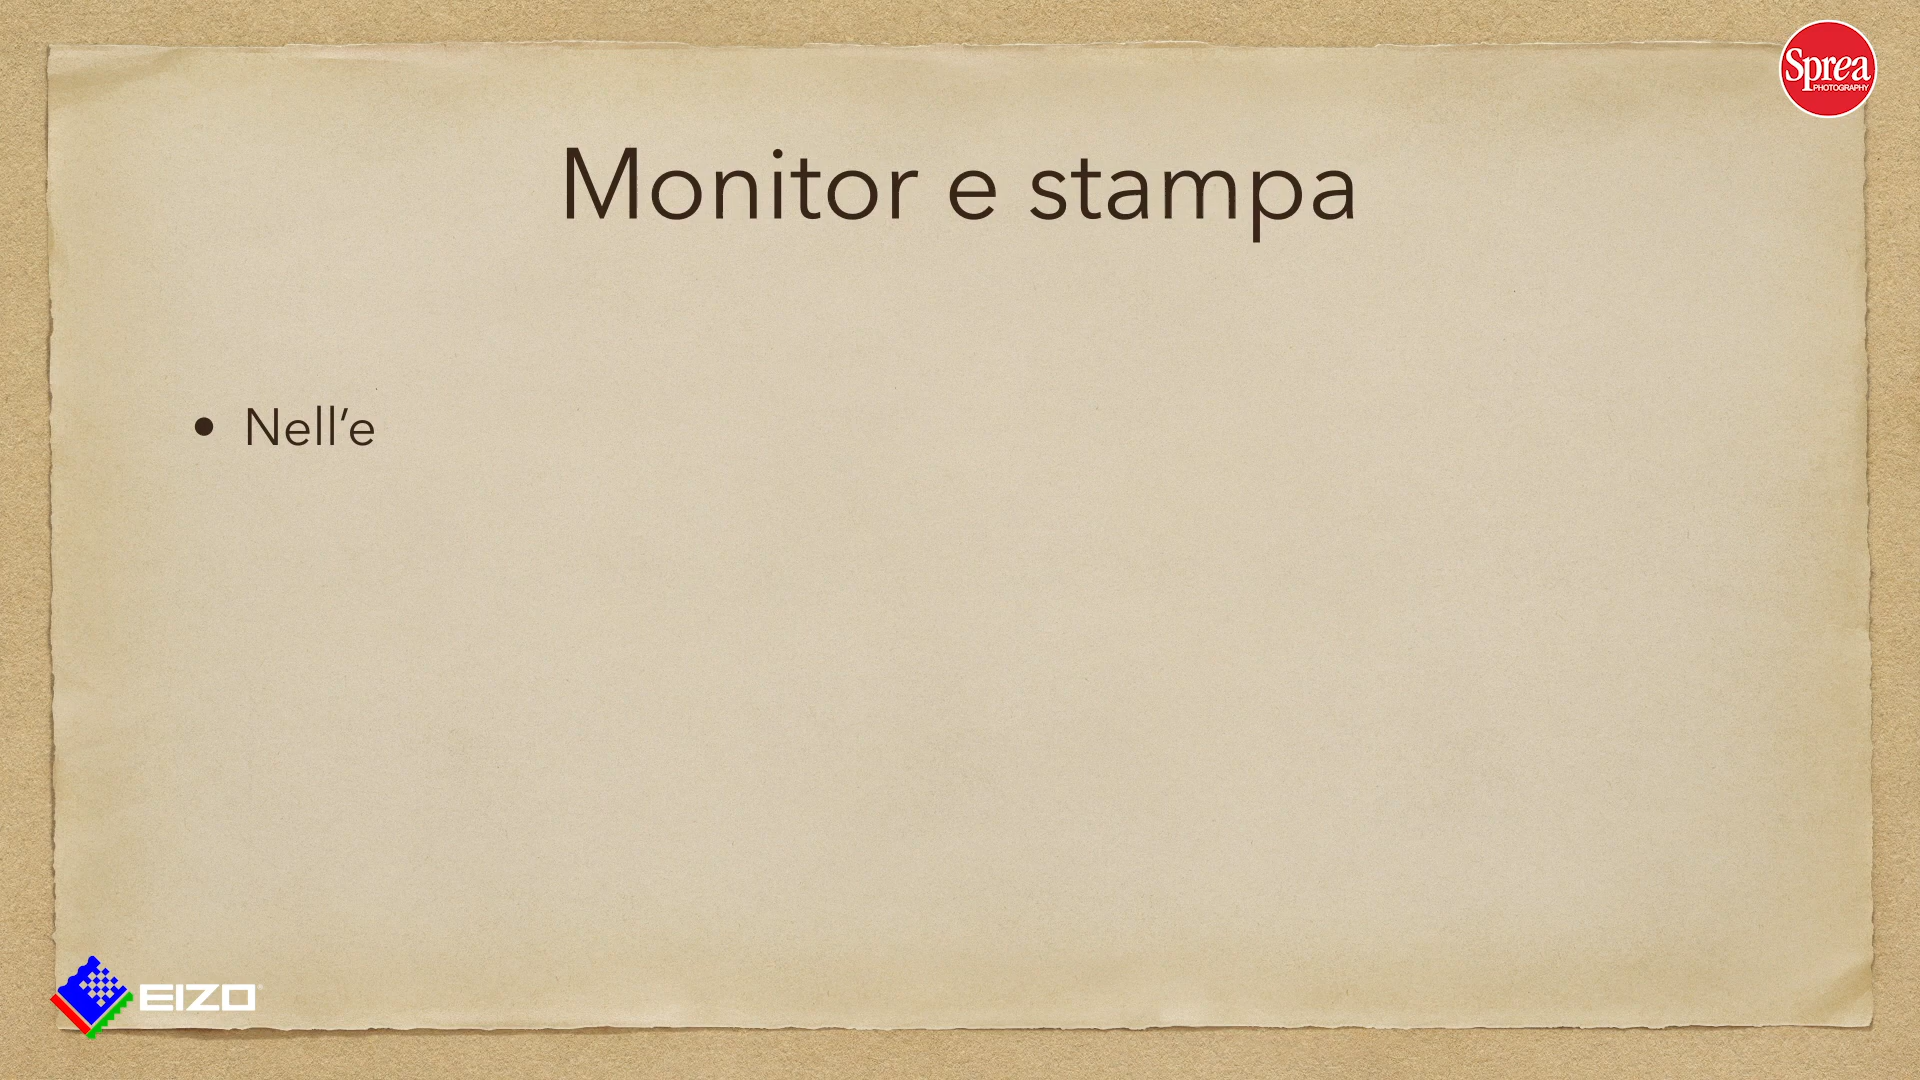 Sprea
PHOTOGRAPHY
Monitor e stampa
• Nell’e
EIZO